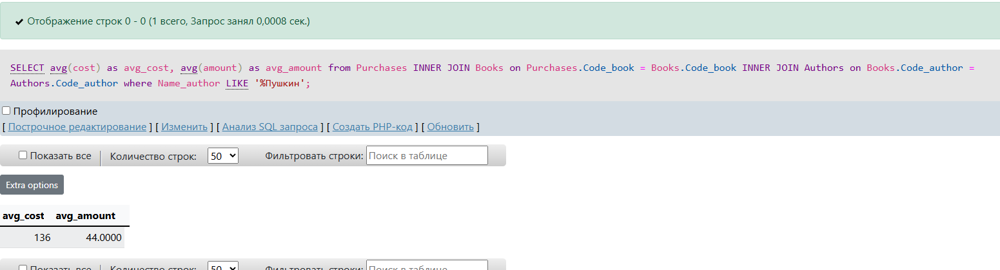 Отображение строк 0 - 0 (1 всего, Запрос занял 0,0008 сек.)
SELECT avg(cost) as avg_cost, avg(amount) as avg_amount from Purchases INNER JOIN Books on Purchases.Code_book = Books.Code_book INNER JOIN Authors on Books.Code_author =
Authors.Code_author where Name_author LIKE '%Пушкин';
Профилирование
[ Построчное редактирование ] [ Изменить ] [ Анализ SQL запроса ] [ Создать PHP-код ] [ Обновить ]
Показать все | Количество строк: 50 Фильтровать строки: Поиск в таблице
Extra options
avg_cost avg_amount
136 44.0000
Показать все | Количество строк: 50 Фильтровать строки: Поиск в таблице